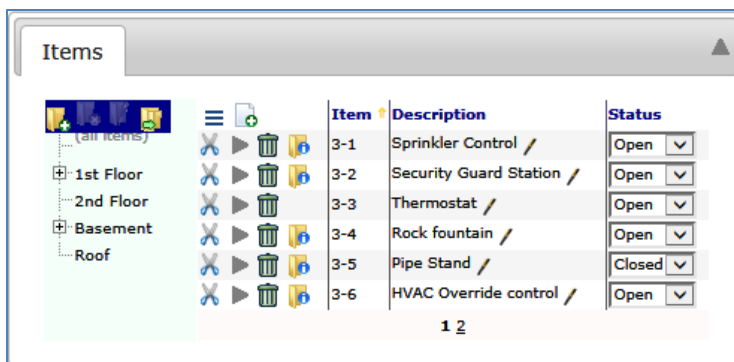 Items
(all items)
1st Floor
2nd Floor
Basement
Roof
Item Description Status
3-1 Sprinkler Control Open
3-2 Security Guard Station Open
3-3 Thermostat Open
3-4 Rock fountain Open
3-5 Pipe Stand Closed
3-6 HVAC Override control Open
1 2